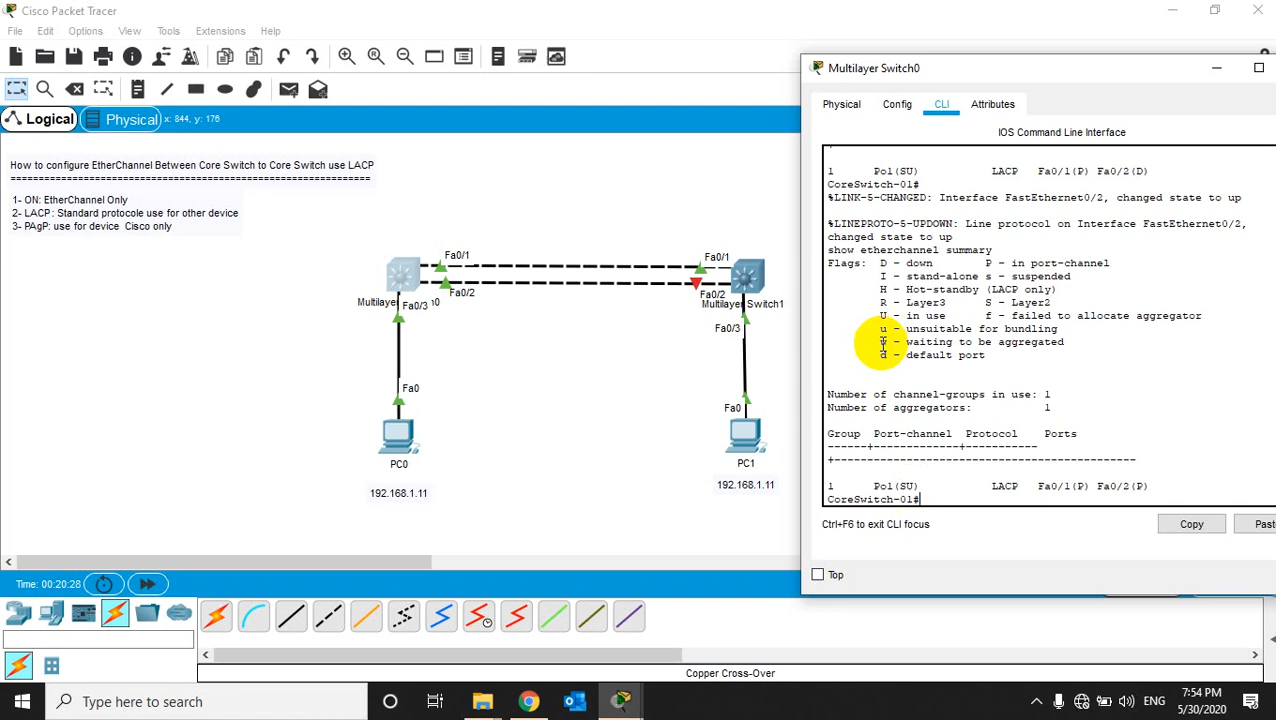 Cisco Packet Tracer
File Edit Options View Tools Extensions Help
Logical Physical x: 844, y: 176
How to configure EtherChannel Between Core Switch to Core Switch use LACP
=============================================================
1- ON: EtherChannel Only
2- LACP: Standard protocole use for other device
3- PAgP: use for device Cisco only
Fa0/1 Fa0/1
Fa0/2 Fa0/2
Multilayer Multilayer Switch1
Fa0/3
Fa0/3
Fa0 Fa0
PC0 PC1
192.168.1.11 192.168.1.11
Multilayer Switch0
Physical Config CLI Attributes
IOS Command Line Interface
1 Po1(SU) LACP Fa0/1(P) Fa0/2(D)
CoreSwitch-01#
%LINK-5-CHANGED: Interface FastEthernet0/2, changed state to up
%LINEPROTO-5-UPDOWN: Line protocol on Interface FastEthernet0/2,
changed state to up
show etherchannel summary
Flags: D - down P - in port-channel
I - stand-alone s - suspended
H - Hot-standby (LACP only)
R - Layer3 S - Layer2
U - in use f - failed to allocate aggregator
u - unsuitable for bundling
w - waiting to be aggregated
d - default port
Number of channel-groups in use: 1
Number of aggregators: 1
Group Port-channel Protocol Ports
------+-------------+-----------
+----------------------------------------------
1 Po1(SU) LACP Fa0/1(P) Fa0/2(P)
CoreSwitch-01#
Ctrl+F6 to exit CLI focus
Copy
Top
Time: 00:20:28
Copper Cross-Over
Type here to search
ENG
7:54 PM
5/30/2020